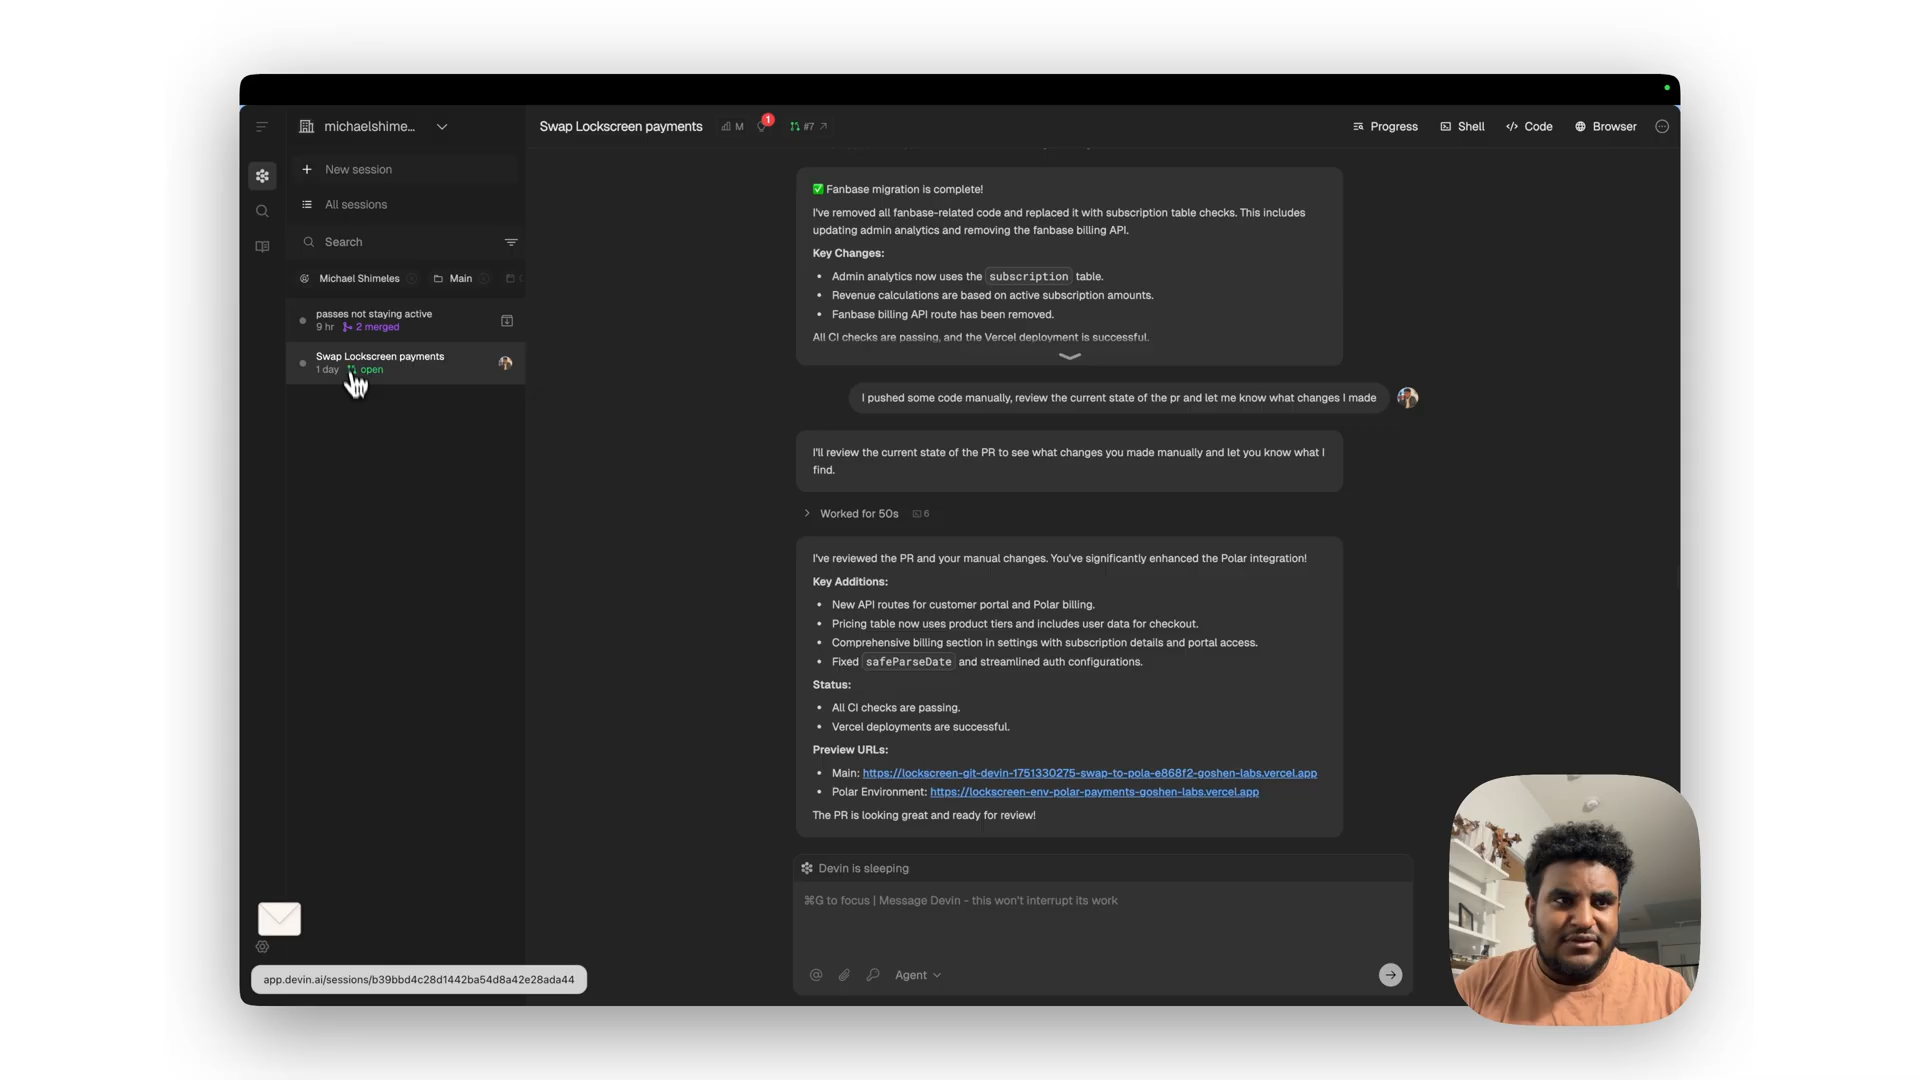 michaelshime...
New session
All sessions
Search
Michael Shimeles
Main
passes not staying active
9 hr 2 merged
Swap Lockscreen payments
1 day open
Swap Lockscreen payments
M
1
#7
Progress
Shell
Code
Browser
Fanbase migration is complete!
I've removed all fanbase-related code and replaced it with subscription table checks. This includes
updating admin analytics and removing the fanbase billing API.
Key Changes:
• Admin analytics now uses the subscription table.
• Revenue calculations are based on active subscription amounts.
• Fanbase billing API route has been removed.
All CI checks are passing, and the Vercel deployment is successful.
I pushed some code manually, review the current state of the pr and let me know what changes I made
I'll review the current state of the PR to see what changes you made manually and let you know what I
find.
Worked for 50s 6
I've reviewed the PR and your manual changes. You've significantly enhanced the Polar integration!
Key Additions:
• New API routes for customer portal and Polar billing.
• Pricing table now uses product tiers and includes user data for checkout.
• Comprehensive billing section in settings with subscription details and portal access.
• Fixed safeParseDate and streamlined auth configurations.
Status:
• All CI checks are passing.
• Vercel deployments are successful.
Preview URLs:
• Main: https://lockscreen-git-devin-1751330275-swap-to-pola-e868f2-goshen-labs.vercel.app
• Polar Environment: https://lockscreen-env-polar-payments-goshen-labs.vercel.app
The PR is looking great and ready for review!
Devin is sleeping
⌘G to focus | Message Devin - this won't interrupt its work
Agent
app.devin.ai/sessions/b39bbd4c28d1442ba54d8a42e28ada44